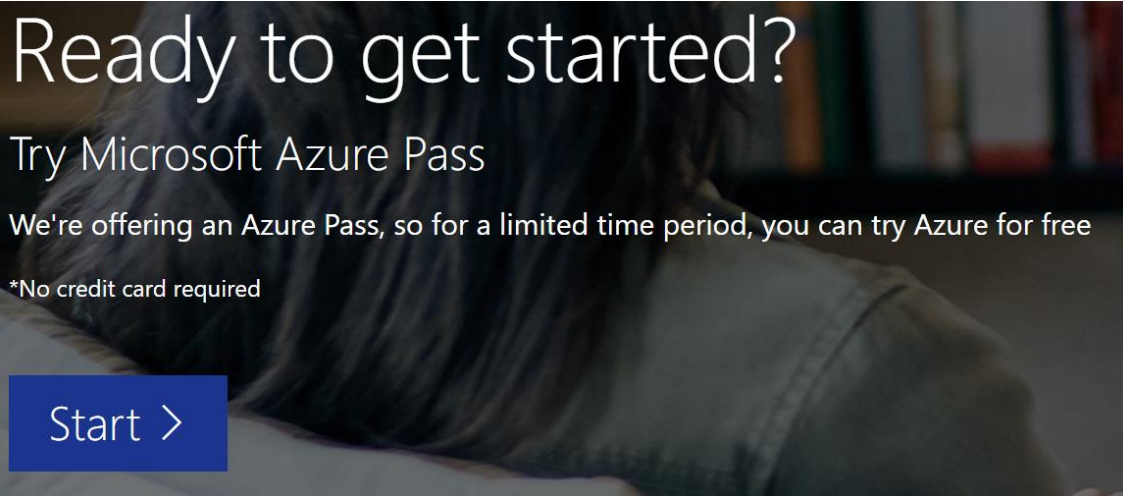 Ready to get started?
Try Microsoft Azure Pass
We're offering an Azure Pass, so for a limited time period, you can try Azure for free
*No credit card required
Start >